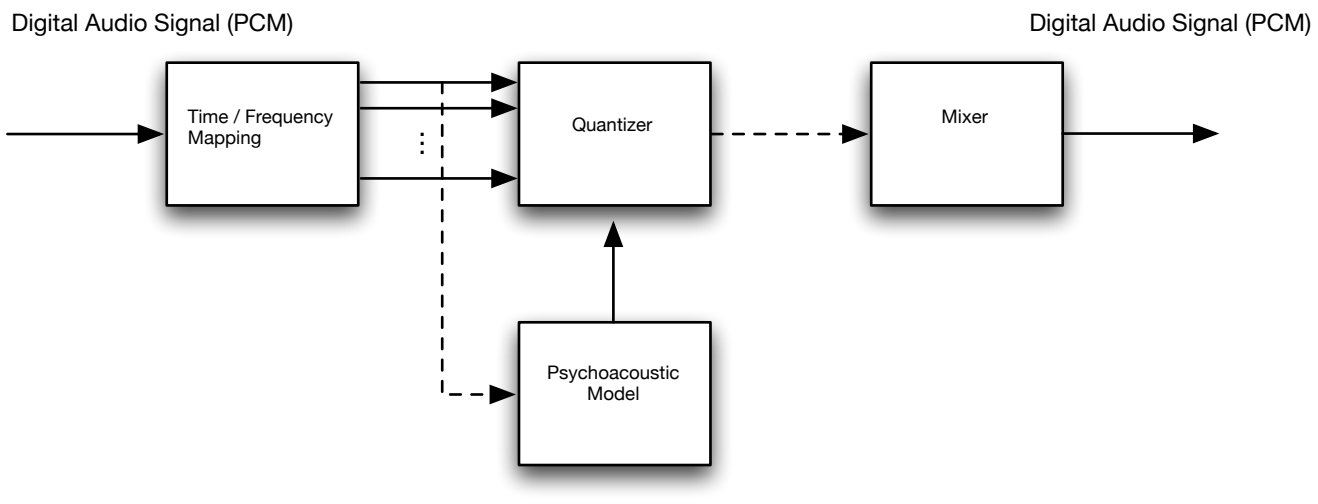 Digital Audio Signal (PCM)
Digital Audio Signal (PCM)
Time / Frequency
Mapping
...
Quantizer
Mixer
Psychoacoustic
Model